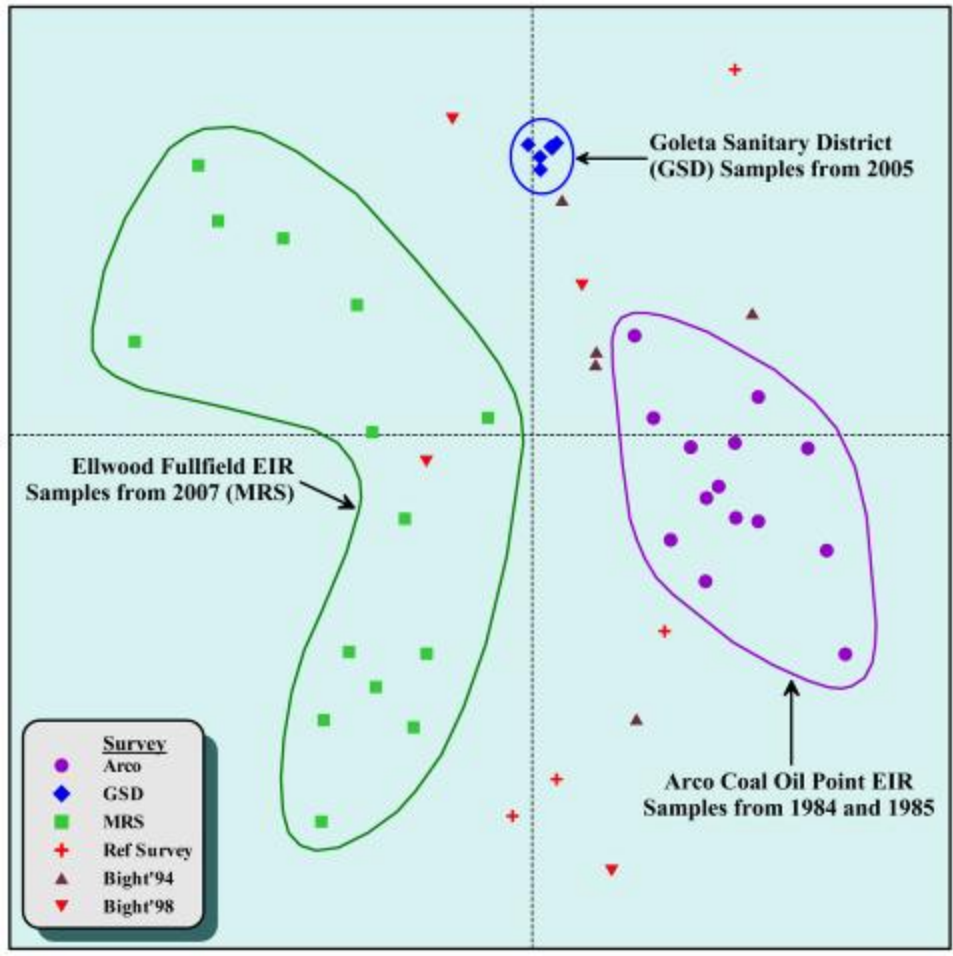 Goleta Sanitary District
(GSD) Samples from 2005
Ellwood Fullfield EIR
Samples from 2007 (MRS)
Survey
Arco
GSD
MRS
Ref Survey
Bight'94
Bight'98
Arco Coal Oil Point EIR
Samples from 1984 and 1985